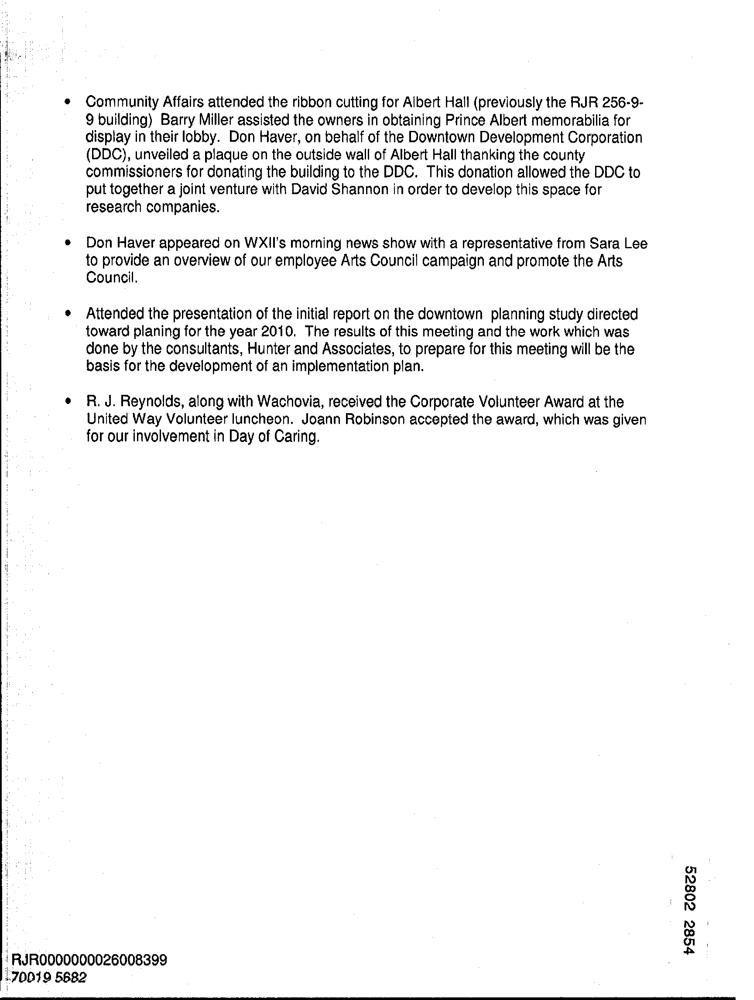 • Community Affairs attended the ribbon cutting for Albert Hall (previously the RJR 256-9-
9 building) Barry Miller assisted the owners in obtaining Prince Albert memorabilia for
display in their lobby. Don Haver, on behalf of the Downtown Development Corporation
(DDC), unveiled a plaque on the outside wall of Albert Hall thanking the county
commissioners for donating the building to the DDC. This donation allowed the DDC to
put together a joint venture with David Shannon in order to develop this space for
research companies.
• Don Haver appeared on WXII's morning news show with a representative from Sara Lee
to provide an overview of our employee Arts Council campaign and promote the Arts
Council.
• Attended the presentation of the initial report on the downtown planning study directed
toward planing for the year 2010. The results of this meeting and the work which was
done by the consultants, Hunter and Associates, to prepare for this meeting will be the
basis for the development of an implementation plan.
• R. J. Reynolds, along with Wachovia, received the Corporate Volunteer Award at the
United Way Volunteer luncheon. Joann Robinson accepted the award, which was given
for our involvement in Day of Caring.
52802 2854
RJR0000000026008399
70019 5682